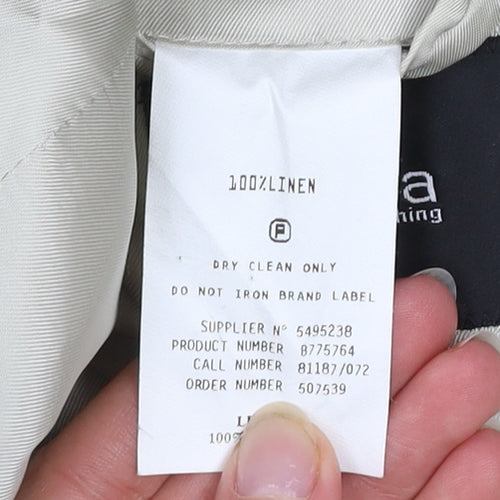 100%LINEN
P
DRY CLEAN ONLY
DO NOT IRON BRAND LABEL
SUPPLIER Nº 5495238
PRODUCT NUMBER 8775764
CALL NUMBER 81187/072
ORDER NUMBER 507539
100%